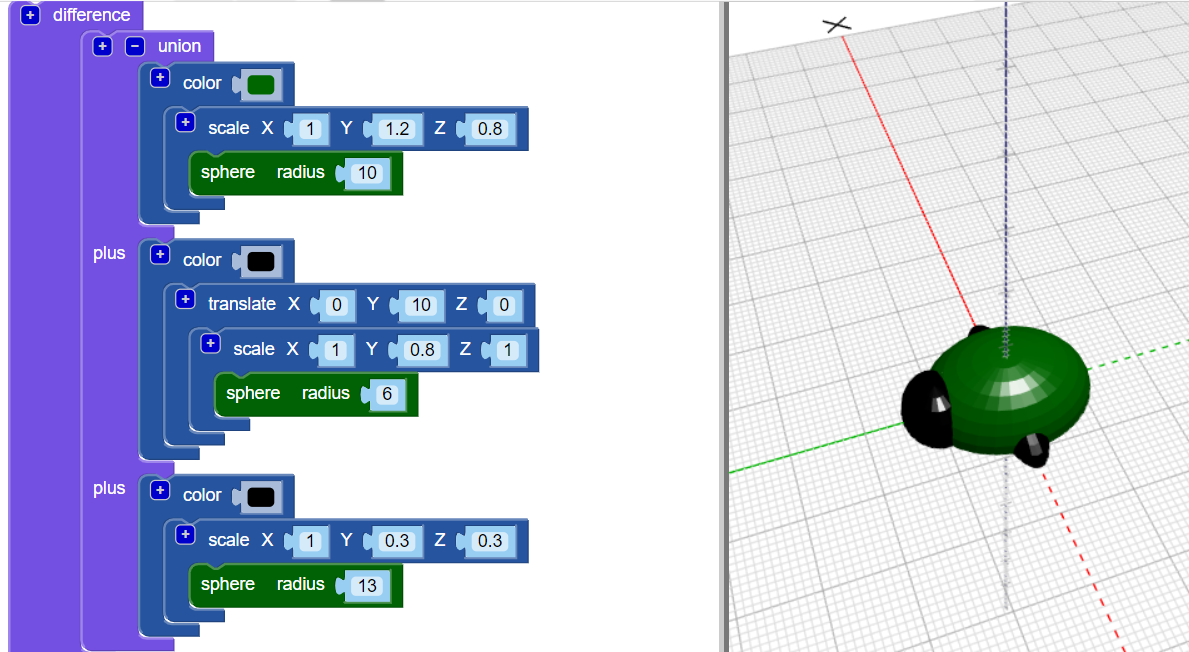 + difference
+ − union
+ color
+ scale X 1 Y 1.2 Z 0.8
sphere radius 10
plus + color
+ translate X 0 Y 10 Z 0
+ scale X 1 Y 0.8 Z 1
sphere radius 6
plus + color
+ scale X 1 Y 0.3 Z 0.3
sphere radius 13
X